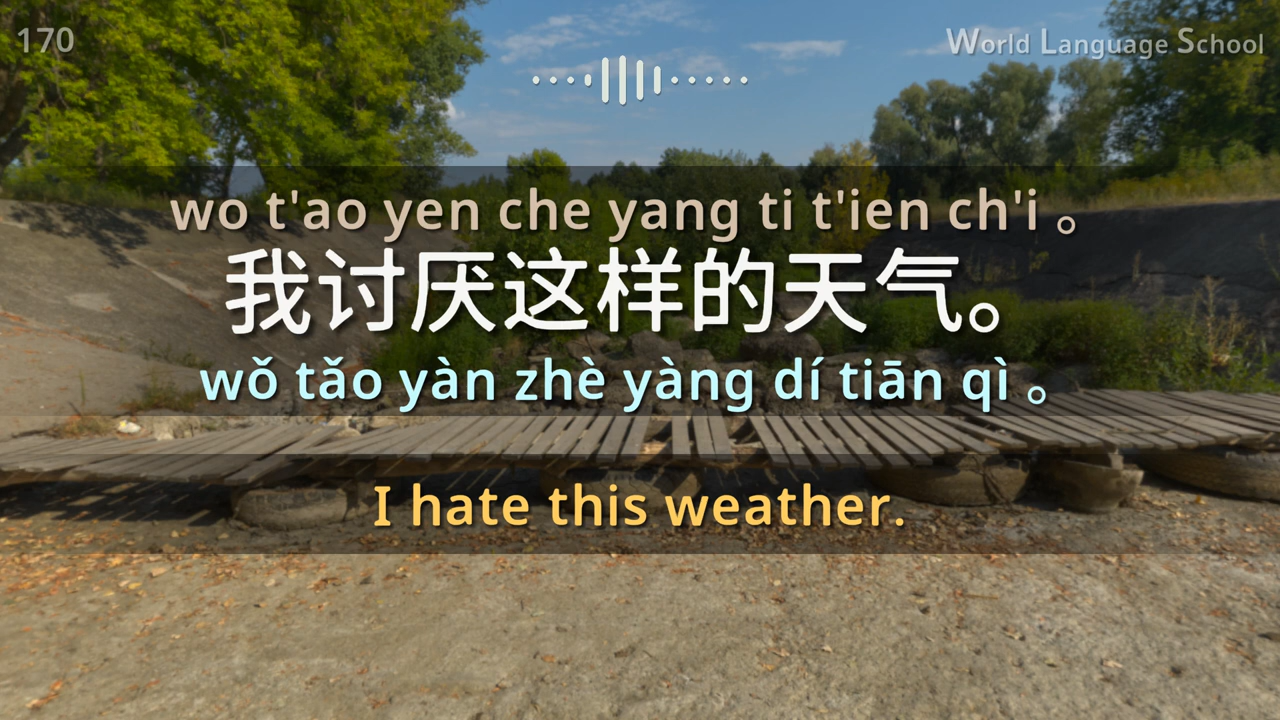 170
World Language School
wo t'ao yen che yang ti t'ien ch'i 。
我讨厌这样的天气。
wǒ tǎo yàn zhè yàng dí tiān qì 。
I hate this weather.